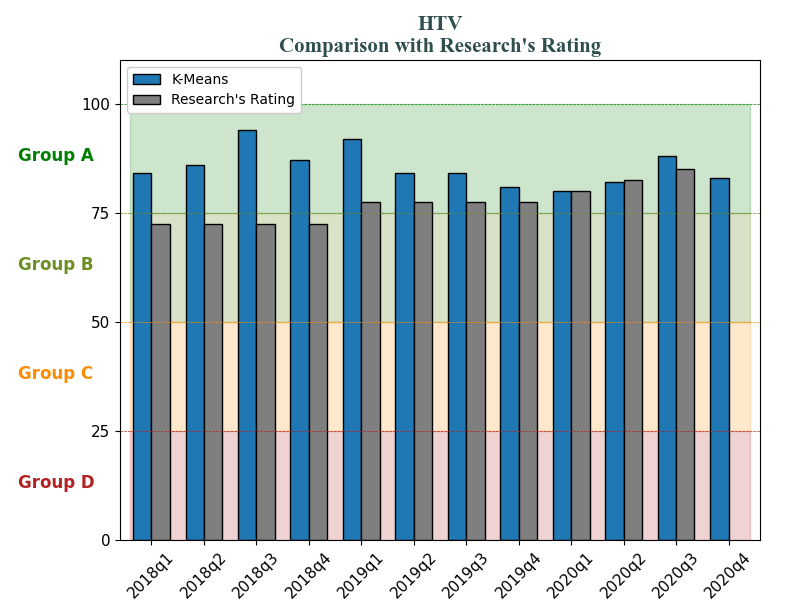 HTV
Comparison with Research's Rating
K-Means
Research's Rating
100
Group A
75
Group B
50
Group C
25
Group D
0
2018q1
2018q2
2018q3
2018q4
2019q1
2019q2
2019q3
2019q4
2020q1
2020q2
2020q3
2020q4